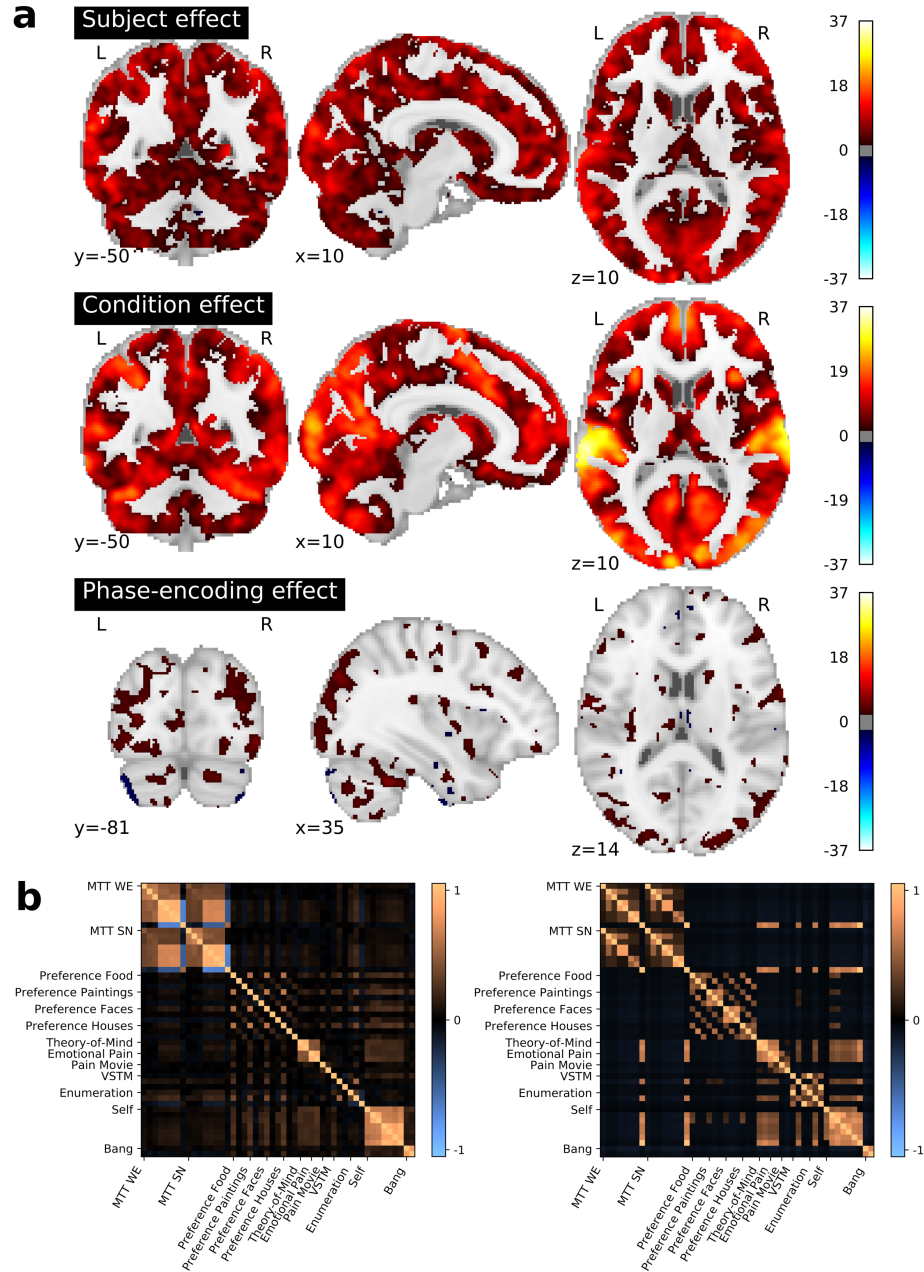 a
Subject effect
L R
y=-50 x=10 z=10
37
18
0
-18
-37
Condition effect
L R
y=-50 x=10 z=10
37
19
0
-19
-37
Phase-encoding effect
L R
y=-81 x=35 z=14
37
18
0
-18
-37
b
MTT WE
MTT SN
Preference Food
Preference Paintings
Preference Faces
Preference Houses
Theory-of-Mind
Emotional Pain
Pain Movie
VSTM
Enumeration
Self
Bang
MTT WE
MTT SN
Preference Food
Preference Paintings
Preference Faces
Preference Houses
Theory-of-Mind
Emotional Pain
Pain Movie
VSTM
Enumeration
Self
Bang
1
0
-1
MTT WE
MTT SN
Preference Food
Preference Paintings
Preference Faces
Preference Houses
Theory-of-Mind
Emotional Pain
Pain Movie
VSTM
Enumeration
Self
Bang
MTT WE
MTT SN
Preference Food
Preference Paintings
Preference Faces
Preference Houses
Theory-of-Mind
Emotional Pain
Pain Movie
VSTM
Enumeration
Self
Bang
1
0
-1